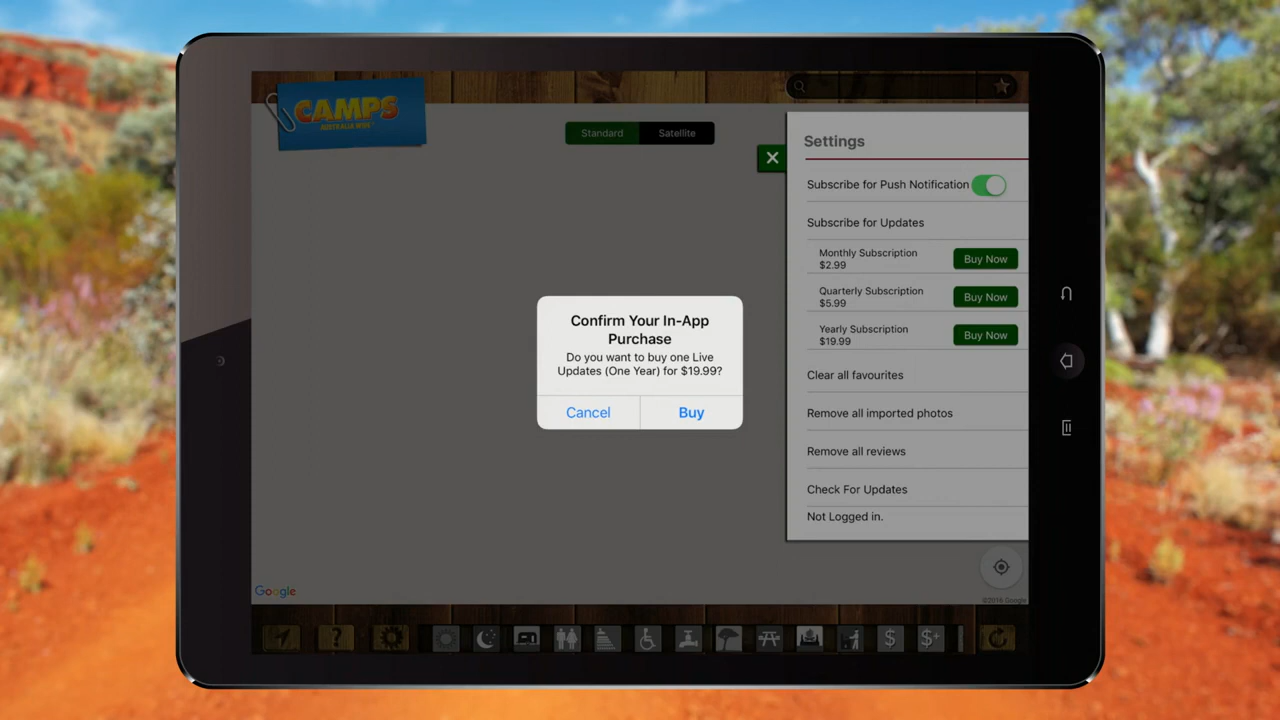 CAMPS
AUSTRALIA WIDE
Standard
Satellite
Settings
Subscribe for Push Notification
Subscribe for Updates
Monthly Subscription
$2.99
Buy Now
Quarterly Subscription
$5.99
Buy Now
Yearly Subscription
$19.99
Buy Now
Clear all favourites
Remove all imported photos
Remove all reviews
Check For Updates
Not Logged in.
Confirm Your In-App
Purchase
Do you want to buy one Live
Updates (One Year) for $19.99?
Cancel
Buy
Google
©2016 Google
?
$
$+